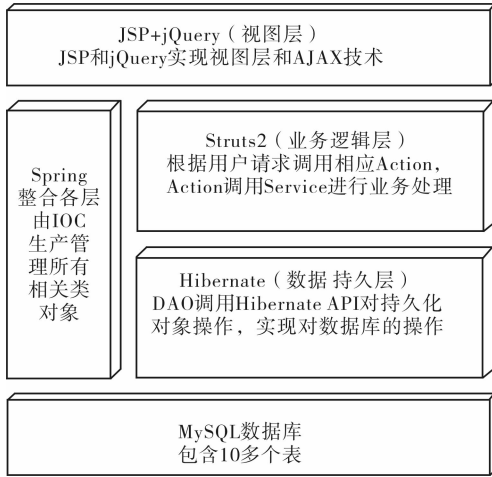 JSP+jQuery（视图层）
JSP和jQuery实现视图层和AJAX技术
Spring
整合各层
由IOC
生产管
理所有
相关类
对象
Struts2（业务逻辑层）
根据用户请求调用相应Action，
Action调用Service进行业务处理
Hibernate（数据 持久层）
DAO调用Hibernate API对持久化
对象操作，实现对数据库的操作
MySQL数据库
包含10多个表